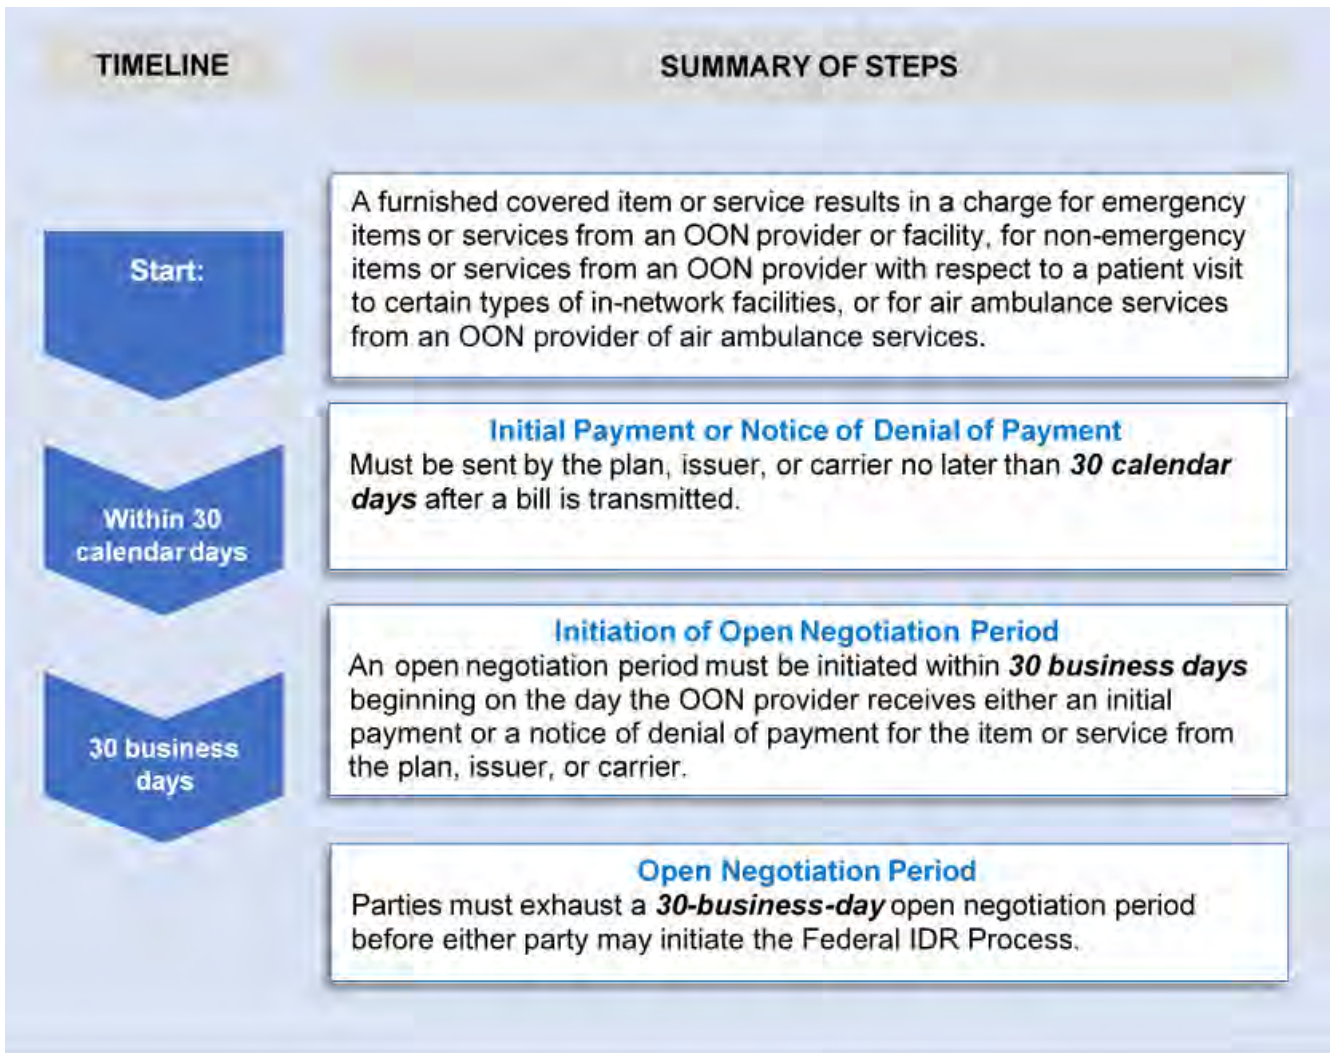 TIMELINE
SUMMARY OF STEPS
Start:
A furnished covered item or service results in a charge for emergency
items or services from an OON provider or facility, for non-emergency
items or services from an OON provider with respect to a patient visit
to certain types of in-network facilities, or for air ambulance services
from an OON provider of air ambulance services.
Within 30
calendar days
Initial Payment or Notice of Denial of Payment
Must be sent by the plan, issuer, or carrier no later than 30 calendar
days after a bill is transmitted.
30 business
days
Initiation of Open Negotiation Period
An open negotiation period must be initiated within 30 business days
beginning on the day the OON provider receives either an initial
payment or a notice of denial of payment for the item or service from
the plan, issuer, or carrier.
Open Negotiation Period
Parties must exhaust a 30-business-day open negotiation period
before either party may initiate the Federal IDR Process.